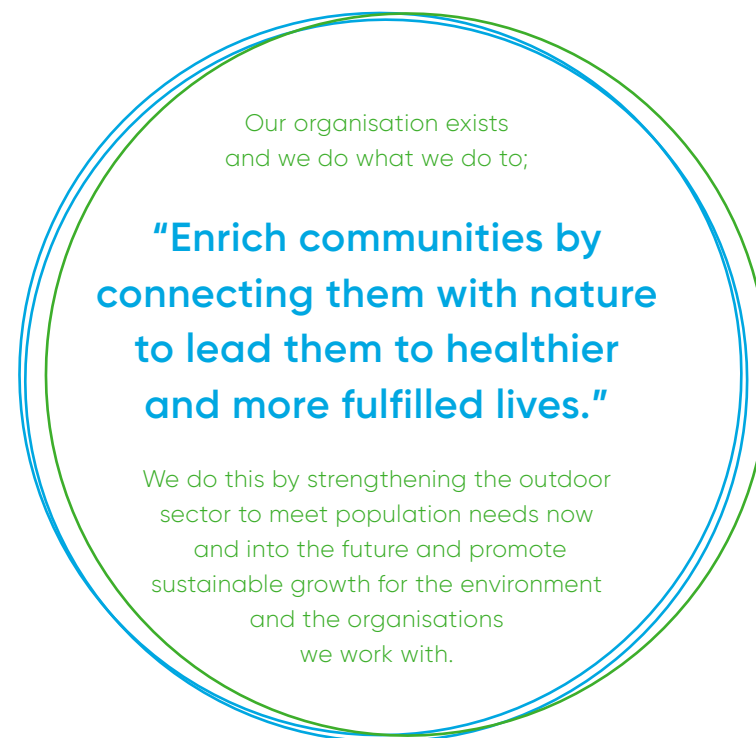 Our organisation exists
and we do what we do to;
“Enrich communities by
connecting them with nature
to lead them to healthier
and more fulfilled lives.”
We do this by strengthening the outdoor
sector to meet population needs now
and into the future and promote
sustainable growth for the environment
and the organisations
we work with.